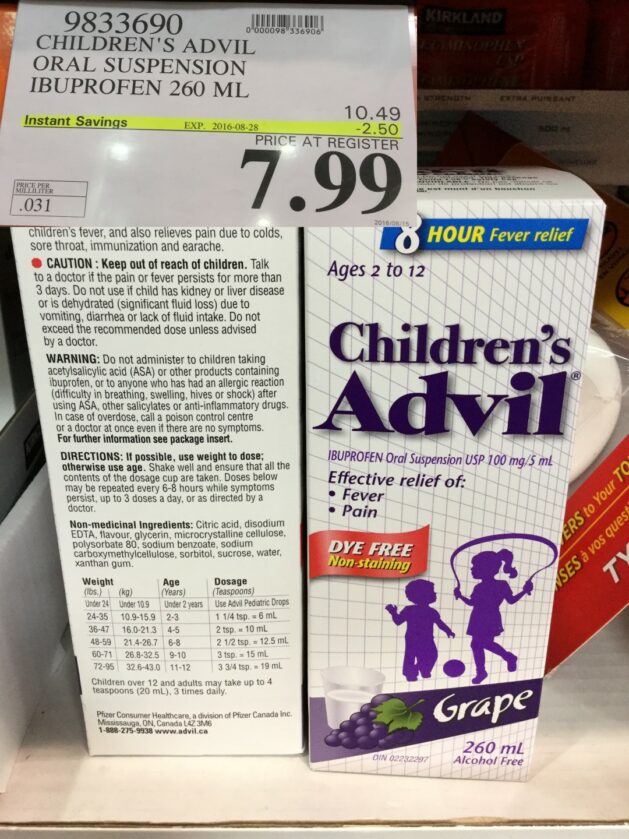 9833690
0"000098"336906"
CHILDREN'S ADVIL
ORAL SUSPENSION
IBUPROFEN 260 ML
10.49
Instant Savings EXP. 2016-08-28 -2.50
PRICE AT REGISTER
7.99
PRICE PER
MILLILITER
.031
children's fever, and also relieves pain due to colds,
sore throat, immunization and earache.
CAUTION : Keep out of reach of children. Talk
to a doctor if the pain or fever persists for more than
3 days. Do not use if child has kidney or liver disease
or is dehydrated (significant fluid loss) due to
vomiting, diarrhea or lack of fluid intake. Do not
exceed the recommended dose unless advised
by a doctor.
WARNING: Do not administer to children taking
acetylsalicylic acid (ASA) or other products containing
ibuprofen, or to anyone who has had an allergic reaction
(difficulty in breathing, swelling, hives or shock) after
using ASA, other salicylates or anti-inflammatory drugs.
In case of overdose, call a poison control centre
or a doctor at once even if there are no symptoms.
For further information see package insert.
DIRECTIONS: If possible, use weight to dose;
otherwise use age. Shake well and ensure that all the
contents of the dosage cup are taken. Doses below
may be repeated every 6-8 hours while symptoms
persist, up to 3 doses a day, or as directed by a
doctor.
Non-medicinal Ingredients: Citric acid, disodium
EDTA, flavour, glycerin, microcrystalline cellulose,
polysorbate 80, sodium benzoate, sodium
carboxymethylcellulose, sorbitol, sucrose, water,
xanthan gum.
Weight Age Dosage
(lbs.) (kg) (Years) (Teaspoons)
Under 24 Under 10.9 Under 2 years Use Advil Pediatric Drops
24-35 10.9-15.9 2-3 1 1/4 tsp. = 6 mL
36-47 16.0-21.3 4-5 2 tsp. = 10 mL
48-59 21.4-26.7 6-8 2 1/2 tsp. = 12.5 mL
60-71 26.8-32.5 9-10 3 tsp. = 15 mL
72-95 32.6-43.0 11-12 3 3/4 tsp. = 19 mL
Children over 12 and adults may take up to 4
teaspoons (20 mL), 3 times daily.
Pfizer Consumer Healthcare, a division of Pfizer Canada Inc.
Mississauga, ON, Canada L4Z 3M6
1-888-275-9938 www.advil.ca
8 HOUR Fever relief
Ages 2 to 12
Children's
Advil®
IBUPROFEN Oral Suspension USP 100 mg/5 mL
Effective relief of:
• Fever
• Pain
DYE FREE
Non-staining
Grape
260 mL
Alcohol Free
DIN 02232297
KIRKLAND
EXTRA PUISSANT
ERS to Your
à vos